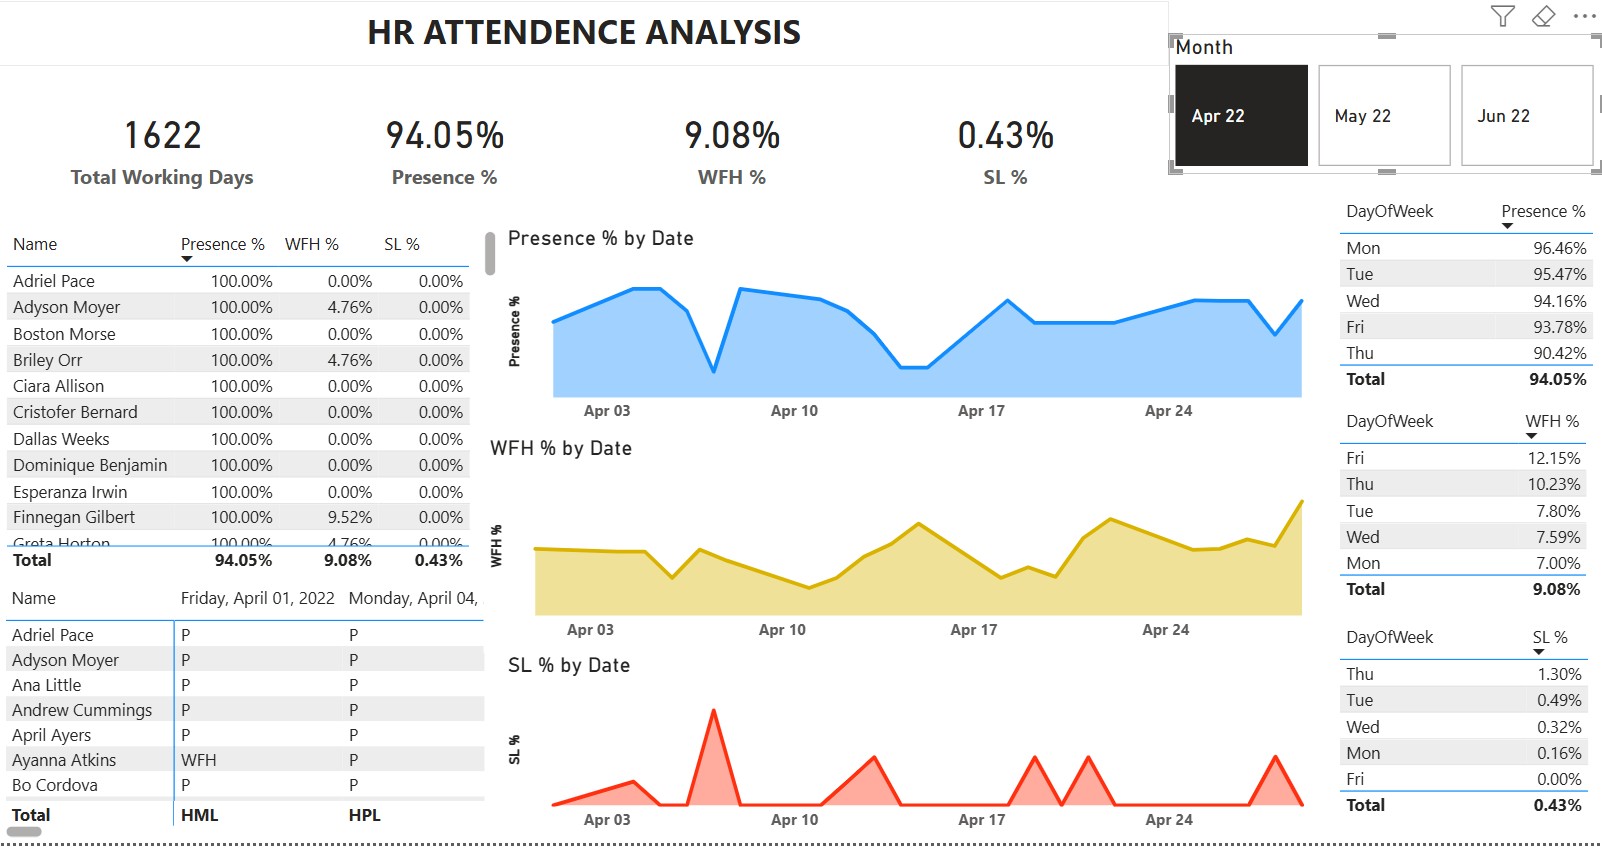 HR ATTENDENCE ANALYSIS
Month
Apr 22 May 22 Jun 22
1622 94.05% 9.08% 0.43%
Total Working Days Presence % WFH % SL %
Name Presence % WFH % SL %
Adriel Pace 100.00% 0.00% 0.00%
Adyson Moyer 100.00% 4.76% 0.00%
Boston Morse 100.00% 0.00% 0.00%
Briley Orr 100.00% 4.76% 0.00%
Ciara Allison 100.00% 0.00% 0.00%
Cristofer Bernard 100.00% 0.00% 0.00%
Dallas Weeks 100.00% 0.00% 0.00%
Dominique Benjamin 100.00% 0.00% 0.00%
Esperanza Irwin 100.00% 0.00% 0.00%
Finnegan Gilbert 100.00% 9.52% 0.00%
Greta Horton 100.00% 4.76% 0.00%
Total 94.05% 9.08% 0.43%
Name Friday, April 01, 2022 Monday, April 04,
Adriel Pace P P
Adyson Moyer P P
Ana Little P P
Andrew Cummings P P
April Ayers P P
Ayanna Atkins WFH P
Bo Cordova P P
Total HML HPL
Presence % by Date
Presence %
Apr 03 Apr 10 Apr 17 Apr 24
WFH % by Date
WFH %
Apr 03 Apr 10 Apr 17 Apr 24
SL % by Date
SL %
Apr 03 Apr 10 Apr 17 Apr 24
DayOfWeek Presence %
Mon 96.46%
Tue 95.47%
Wed 94.16%
Fri 93.78%
Thu 90.42%
Total 94.05%
DayOfWeek WFH %
Fri 12.15%
Thu 10.23%
Tue 7.80%
Wed 7.59%
Mon 7.00%
Total 9.08%
DayOfWeek SL %
Thu 1.30%
Tue 0.49%
Wed 0.32%
Mon 0.16%
Fri 0.00%
Total 0.43%